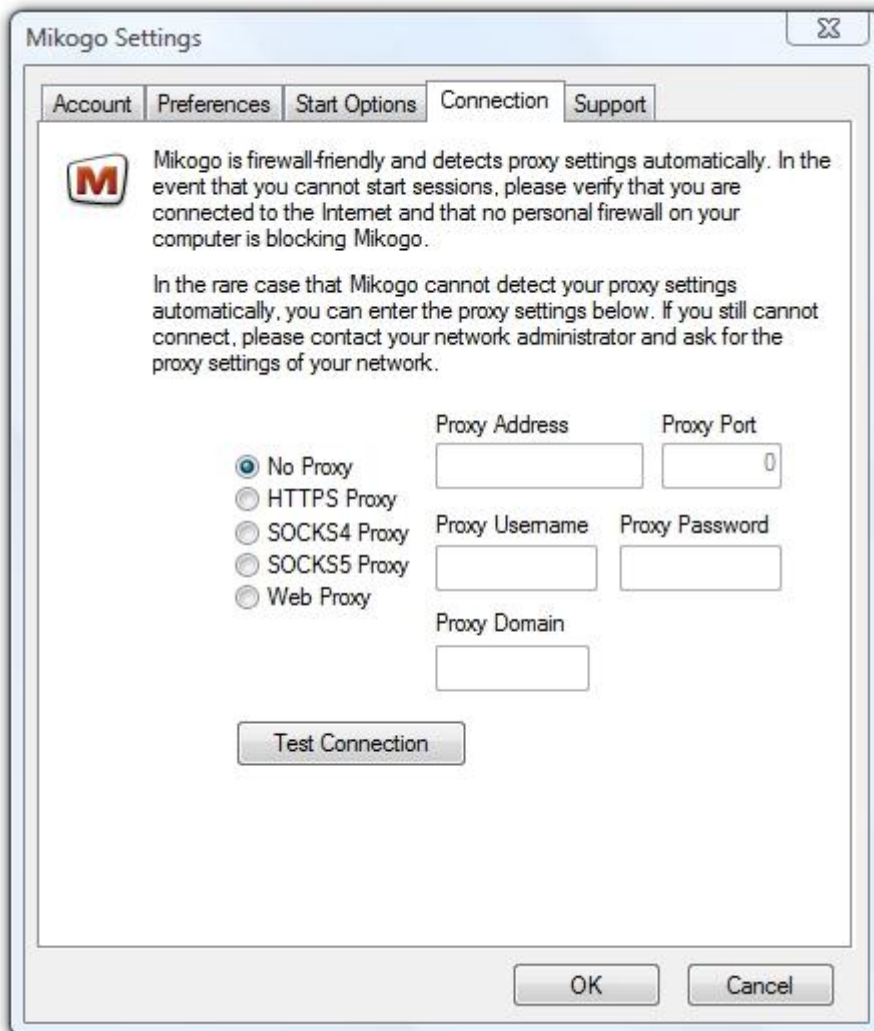 Mikogo Settings
Account Preferences Start Options Connection Support
M
Mikogo is firewall-friendly and detects proxy settings automatically. In the
event that you cannot start sessions, please verify that you are
connected to the Internet and that no personal firewall on your
computer is blocking Mikogo.
In the rare case that Mikogo cannot detect your proxy settings
automatically, you can enter the proxy settings below. If you still cannot
connect, please contact your network administrator and ask for the
proxy settings of your network.
No Proxy
HTTPS Proxy
SOCKS4 Proxy
SOCKS5 Proxy
Web Proxy
Proxy Address Proxy Port
0
Proxy Username Proxy Password
Proxy Domain
Test Connection
OK Cancel